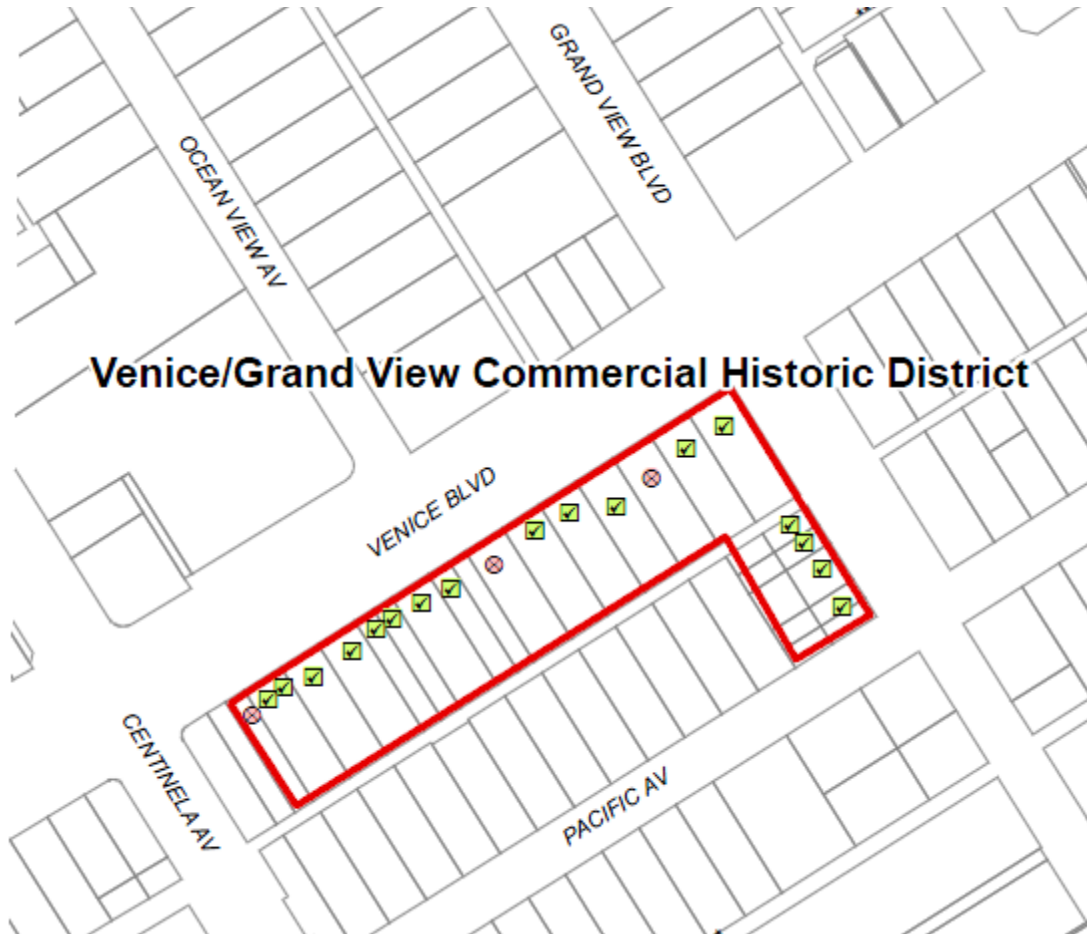 GRAND VIEW BLVD
OCEAN VIEW AV
Venice/Grand View Commercial Historic District
VENICE BLVD
CENTINELA AV
PACIFIC AV